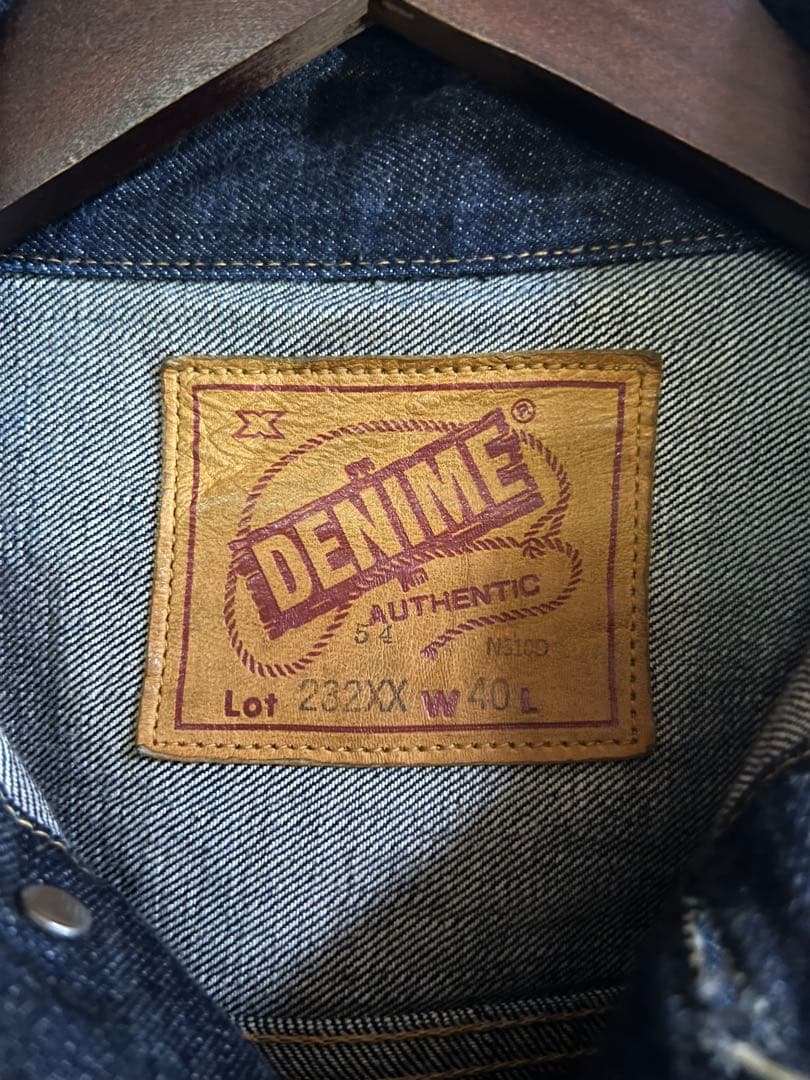 X
DENIME®
AUTHENTIC
54
Lot 232XX W 40 L